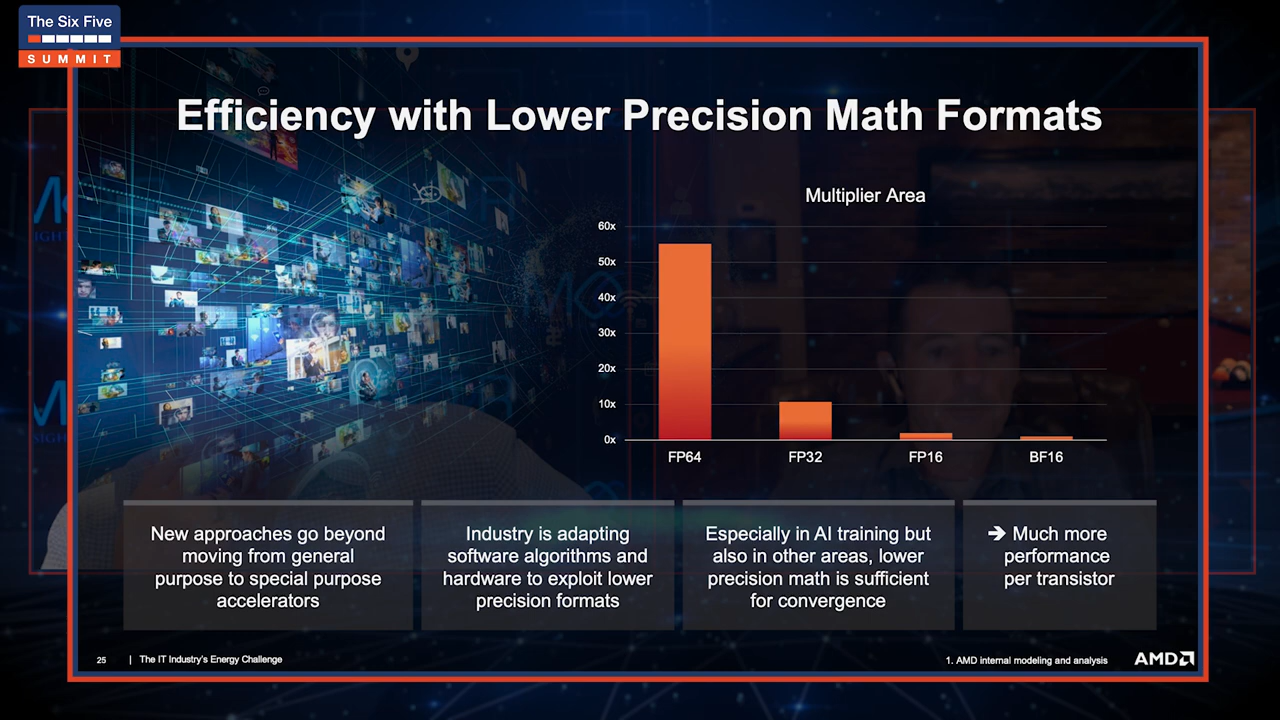 The Six Five
SUMMIT
Efficiency with Lower Precision Math Formats
Multiplier Area
60x
50x
40x
30x
20x
10x
0x
FP64
FP32
FP16
BF16
New approaches go beyond
moving from general
purpose to special purpose
accelerators
Industry is adapting
software algorithms and
hardware to exploit lower
precision formats
Especially in AI training but
also in other areas, lower
precision math is sufficient
for convergence
➔ Much more
performance
per transistor
25 | The IT Industry's Energy Challenge
1. AMD internal modeling and analysis
AMD